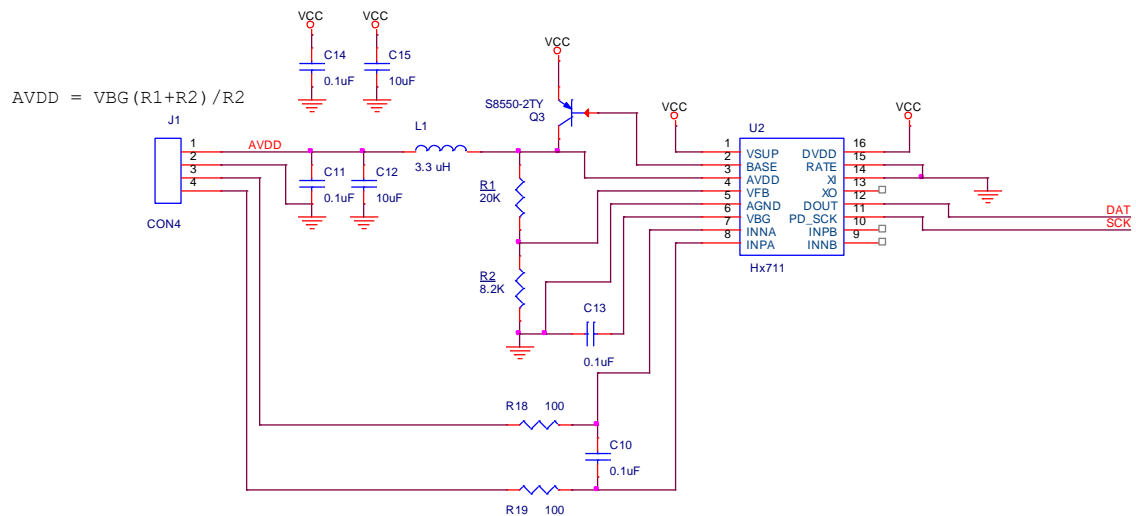 VCC
VCC
VCC
C14
0.1uF
C15
10uF
AVDD = VBG(R1+R2)/R2
S8550-2TY
Q3
VCC
VCC
J1
1
2
3
4
CON4
AVDD
L1
3.3 uH
C11
0.1uF
C12
10uF
R1
20K
R2
8.2K
C13
0.1uF
U2
1
2
3
4
5
6
7
8
VSUP
BASE
AVDD
VFB
AGND
VBG
INNA
INPA
DVDD
RATE
XI
XO
DOUT
PD_SCK
INPB
INNB
16
15
14
13
12
11
10
9
Hx711
DAT
SCK
R18 100
C10
0.1uF
R19 100